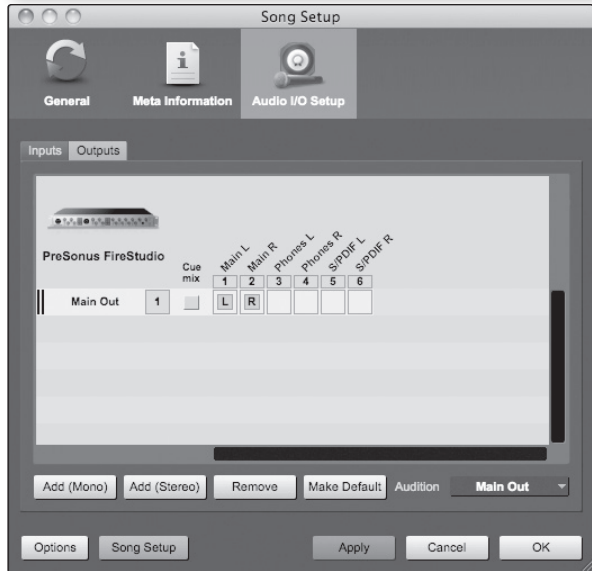 Song Setup
General Meta Information Audio I/O Setup
Inputs Outputs
PreSonus FireStudio
Cue mix
Main L Main R Phones L Phones R S/PDIF L S/PDIF R
1 2 3 4 5 6
Main Out 1 L R
Add (Mono) Add (Stereo) Remove Make Default Audition Main Out
Options Song Setup Apply Cancel OK